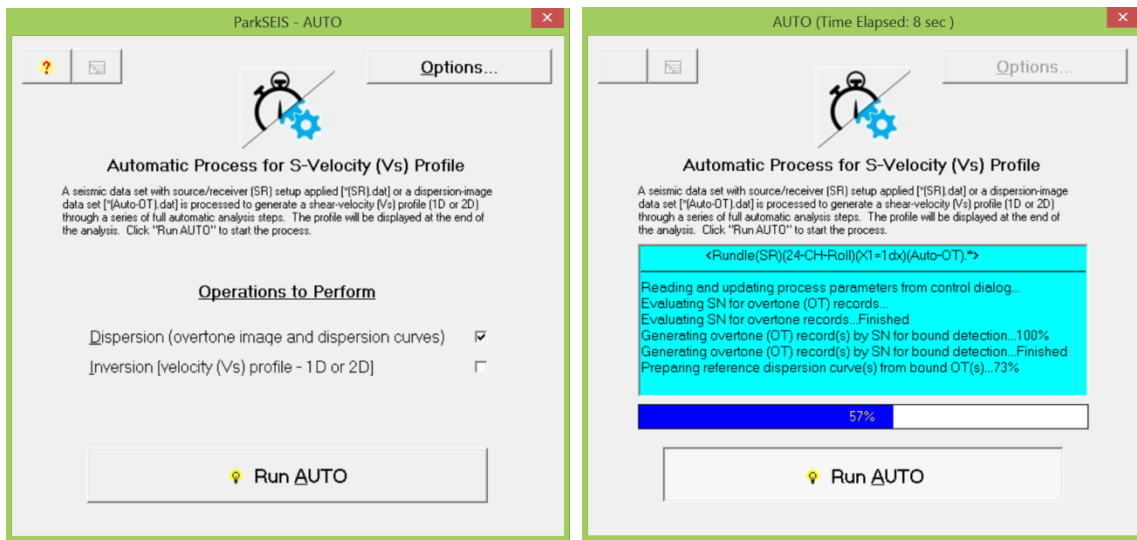 ParkSEIS - AUTO
?
Options...
Automatic Process for S-Velocity (Vs) Profile
A seismic data set with source/receiver (SR) setup applied [*(SR).dat] or a dispersion-image
data set [*(Auto-OT).dat] is processed to generate a shear-velocity (Vs) profile (1D or 2D)
through a series of full automatic analysis steps.  The profile will be displayed at the end of
the analysis.  Click "Run AUTO" to start the process.
Operations to Perform
Dispersion (overtone image and dispersion curves)
Inversion [velocity (Vs) profile - 1D or 2D]
Run AUTO
AUTO (Time Elapsed: 8 sec )
Options...
Automatic Process for S-Velocity (Vs) Profile
A seismic data set with source/receiver (SR) setup applied [*(SR).dat] or a dispersion-image
data set [*(Auto-OT).dat] is processed to generate a shear-velocity (Vs) profile (1D or 2D)
through a series of full automatic analysis steps.  The profile will be displayed at the end of
the analysis.  Click "Run AUTO" to start the process.
<Rundle(SR)(24-CH-Roll)(X1=1dx)(Auto-OT).*>
Reading and updating process parameters from control dialog...
Evaluating SN for overtone (OT) records...
Evaluating SN for overtone records...Finished
Generating overtone (OT) record(s) by SN for bound detection...100%
Generating overtone (OT) record(s) by SN for bound detection...Finished
Preparing reference dispersion curve(s) from bound OT(s)...73%
57%
Run AUTO